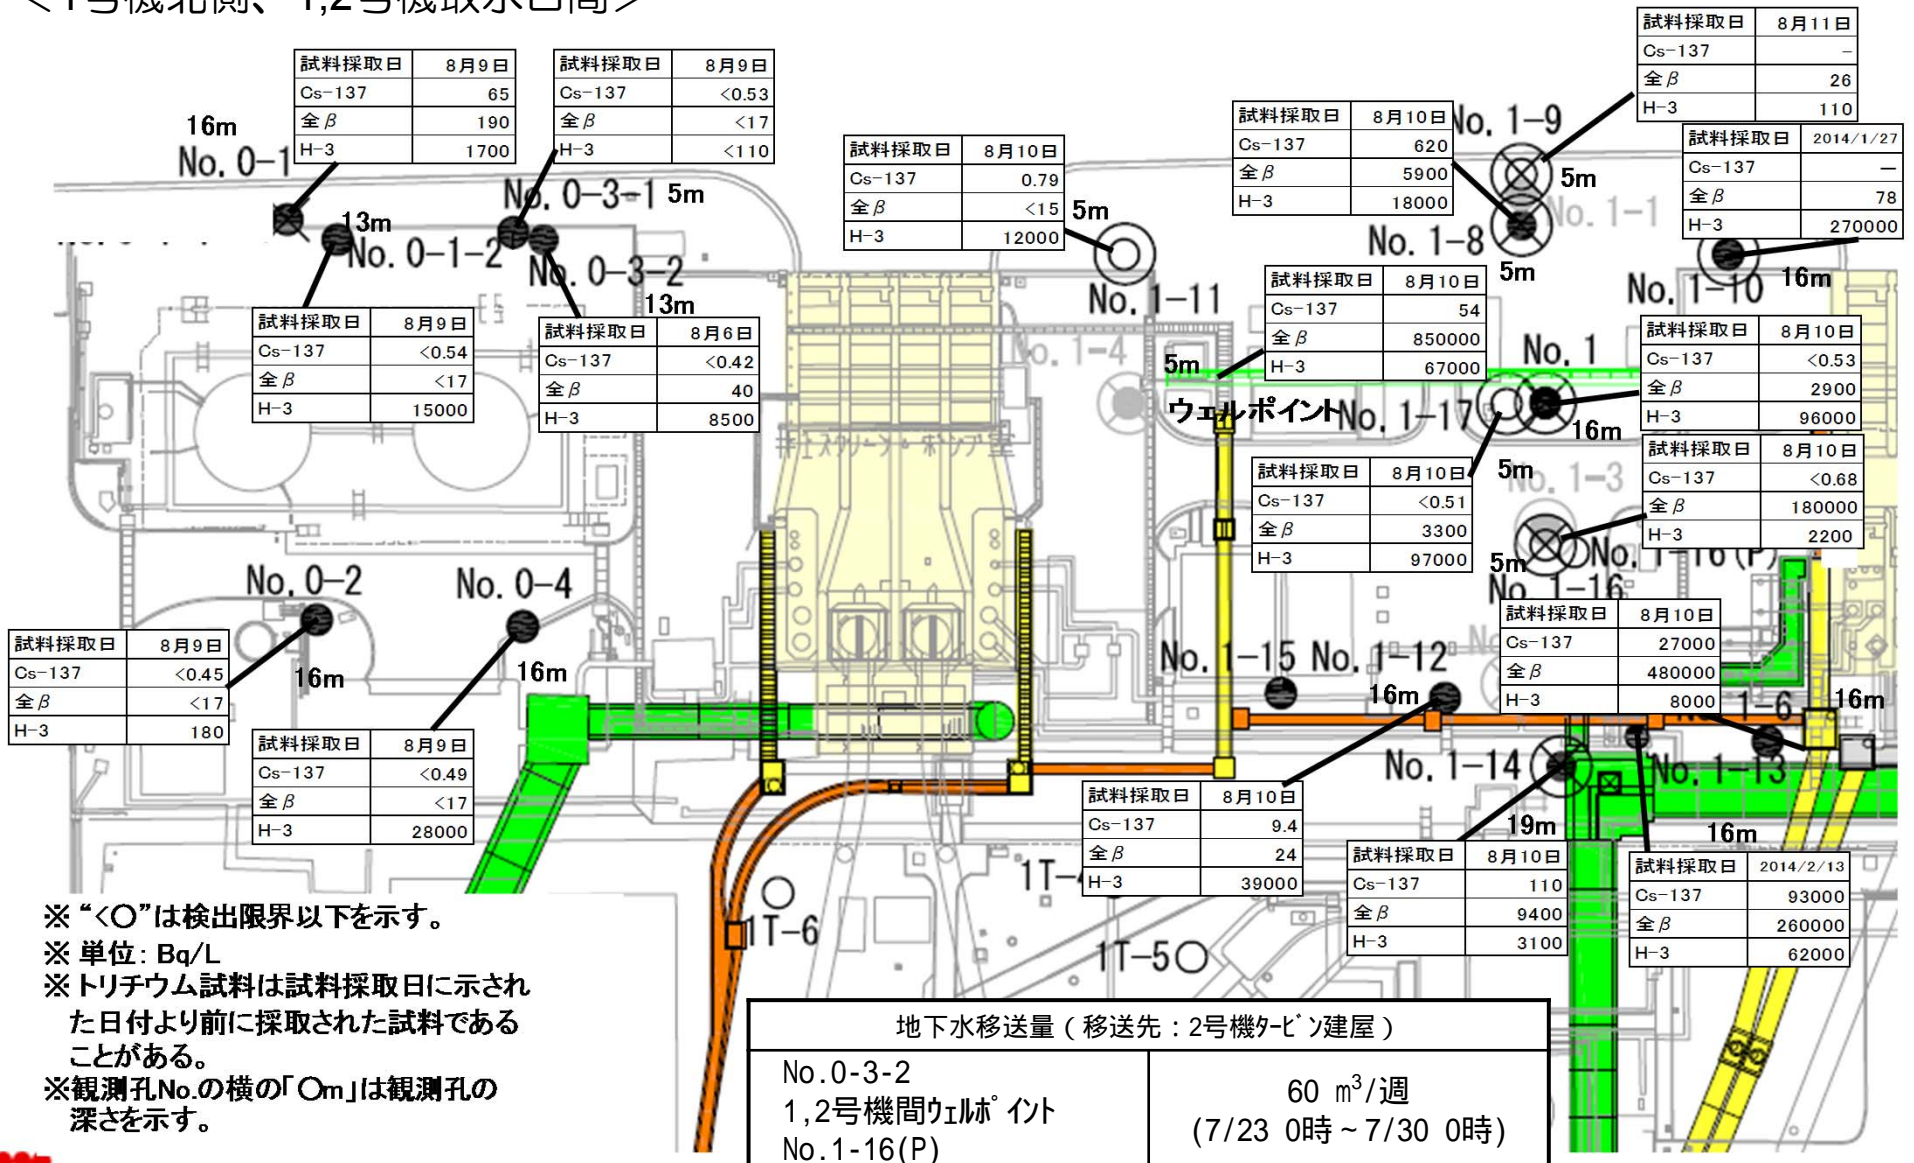 ＜1号機北側、1,2号機取水口間＞
試料採取日 8月9日
Cs-137 65
全β 190
H-3 1700
試料採取日 8月9日
Cs-137 <0.53
全β <17
H-3 <110
試料採取日 8月10日
Cs-137 0.79
全β <15
H-3 12000
試料採取日 8月10日
Cs-137 620
全β 5900
H-3 18000
試料採取日 8月11日
Cs-137 -
全β 26
H-3 110
試料採取日 2014/1/27
Cs-137 —
全β 78
H-3 270000
16m
No. 0-1
No. 0-3-1 5m
13m
No. 0-1-2
No. 0-3-2
13m
5m
No. 1-11
No. 1-9
5m
No. 1-1
No. 1-8
5m
No. 1-10
16m
試料採取日 8月9日
Cs-137 <0.54
全β <17
H-3 15000
試料採取日 8月6日
Cs-137 <0.42
全β 40
H-3 8500
試料採取日 8月10日
Cs-137 54
全β 850000
H-3 67000
試料採取日 8月10日
Cs-137 <0.53
全β 2900
H-3 96000
No. 1-4
5m
ウェルポイント
No. 1-17
No. 1
16m
5m
No. 1-3
試料採取日 8月10日
Cs-137 <0.51
全β 3300
H-3 97000
試料採取日 8月10日
Cs-137 <0.68
全β 180000
H-3 2200
5m
No. 1-16(P)
No. 1-16
No. 0-2
16m
No. 0-4
16m
試料採取日 8月9日
Cs-137 <0.45
全β <17
H-3 180
試料採取日 8月9日
Cs-137 <0.49
全β <17
H-3 28000
試料採取日 8月10日
Cs-137 27000
全β 480000
H-3 8000
No. 1-15
No. 1-12
16m
1-6
16m
No. 1-14
19m
No. 1-13
16m
試料採取日 8月10日
Cs-137 9.4
全β 24
H-3 39000
試料採取日 8月10日
Cs-137 110
全β 9400
H-3 3100
試料採取日 2014/2/13
Cs-137 93000
全β 260000
H-3 62000
1T-6
1T-5
※ “<〇”は検出限界以下を示す。
※ 単位: Bq/L
※ トリチウム試料は試料採取日に示され
た日付より前に採取された試料である
ことがある。
※観測孔No.の横の「〇m」は観測孔の
深さを示す。
地下水移送量（移送先：2号機ﾀｰﾋﾞﾝ建屋）
No.0-3-2
1,2号機間ｳｪﾙﾎﾟｲﾝﾄ
No.1-16(P)
60 m³/週
(7/23 0時～7/30 0時)